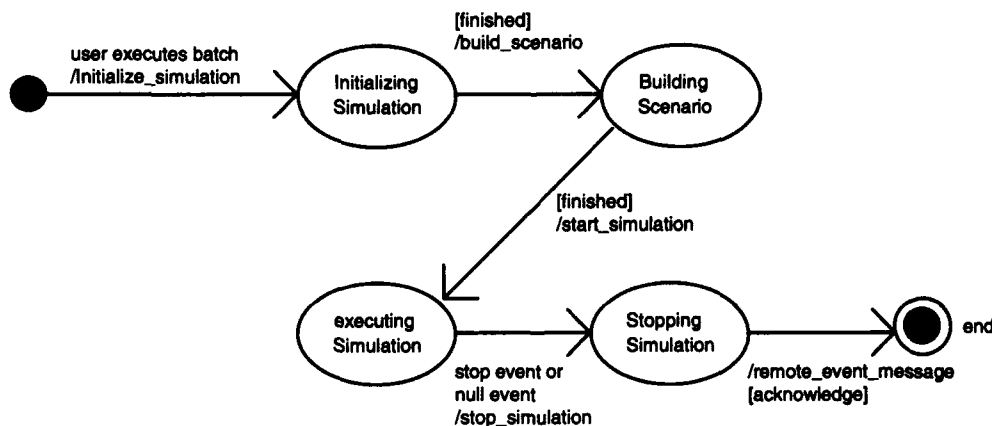 user executes batch
/Initialize_simulation
Initializing
Simulation
[finished]
/build_scenario
Building
Scenario
[finished]
/start_simulation
executing
Simulation
stop event or
null event
/stop_simulation
Stopping
Simulation
/remote_event_message
[acknowledge]
end